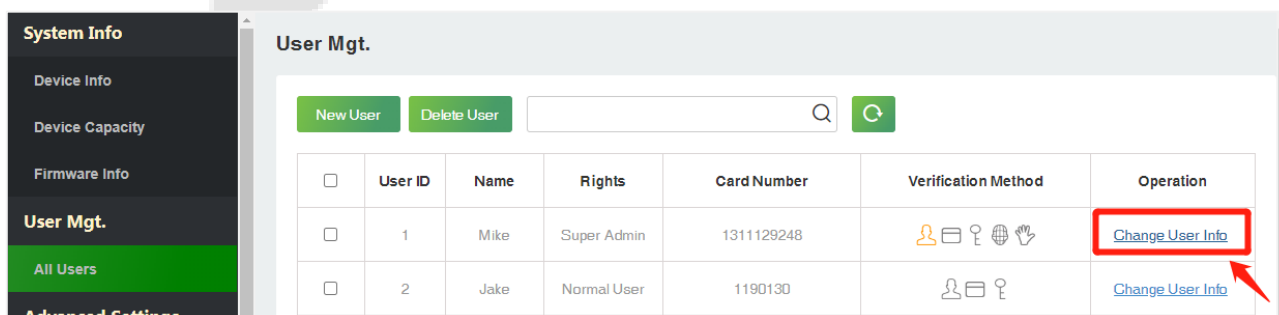 System Info
Device Info
Device Capacity
Firmware Info
User Mgt.
All Users
Advanced Settings
User Mgt.
New User Delete User
User ID Name Rights Card Number Verification Method Operation
1 Mike Super Admin 1311129248 Change User Info
2 Jake Normal User 1190130 Change User Info